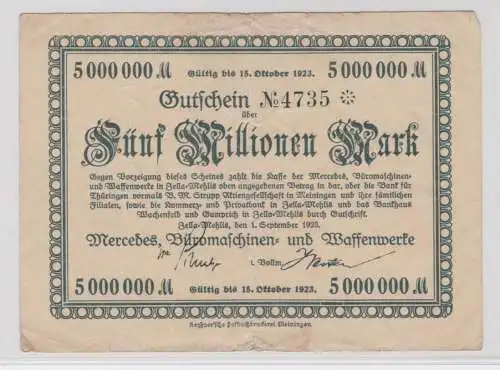 5 000 000 M Gültig bis 15. Oktober 1923. 5 000 000 M
Gutschein № 4735 *
über
Fünf Millionen Mark
Gegen Vorzeigung dieses Scheines zahlt die Kasse der Mercedes, Büromaschinen-
und Waffenwerke in Zella-Mehlis oben angegebenen Betrag in bar, oder die Bank für
Thüringen vormals B. M. Strupp Aktiengesellschaft in Meiningen und ihre sämtlichen
Filialen, sowie die Kommerz- und Privatbank in Zella-Mehlis und das Bankhaus
Wachenfeld und Gumprich in Zella-Mehlis durch Gutschrift.
Zella-Mehlis, den 1. September 1923.
Mercedes, Büromaschinen- und Waffenwerke
i. Vollm.
5 000 000 M Gültig bis 15. Oktober 1923. 5 000 000 M
Hofbuchdruckerei Meiningen.